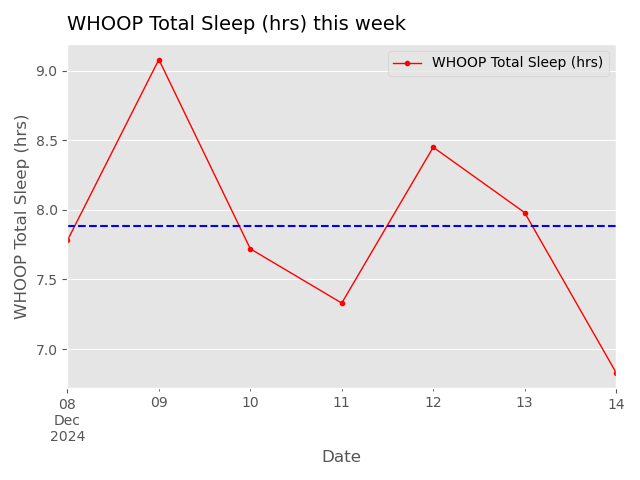 WHOOP Total Sleep (hrs) this week
WHOOP Total Sleep (hrs)
WHOOP Total Sleep (hrs)
9.0
8.5
8.0
7.5
7.0
08 09 10 11 12 13 14
Dec
2024
Date